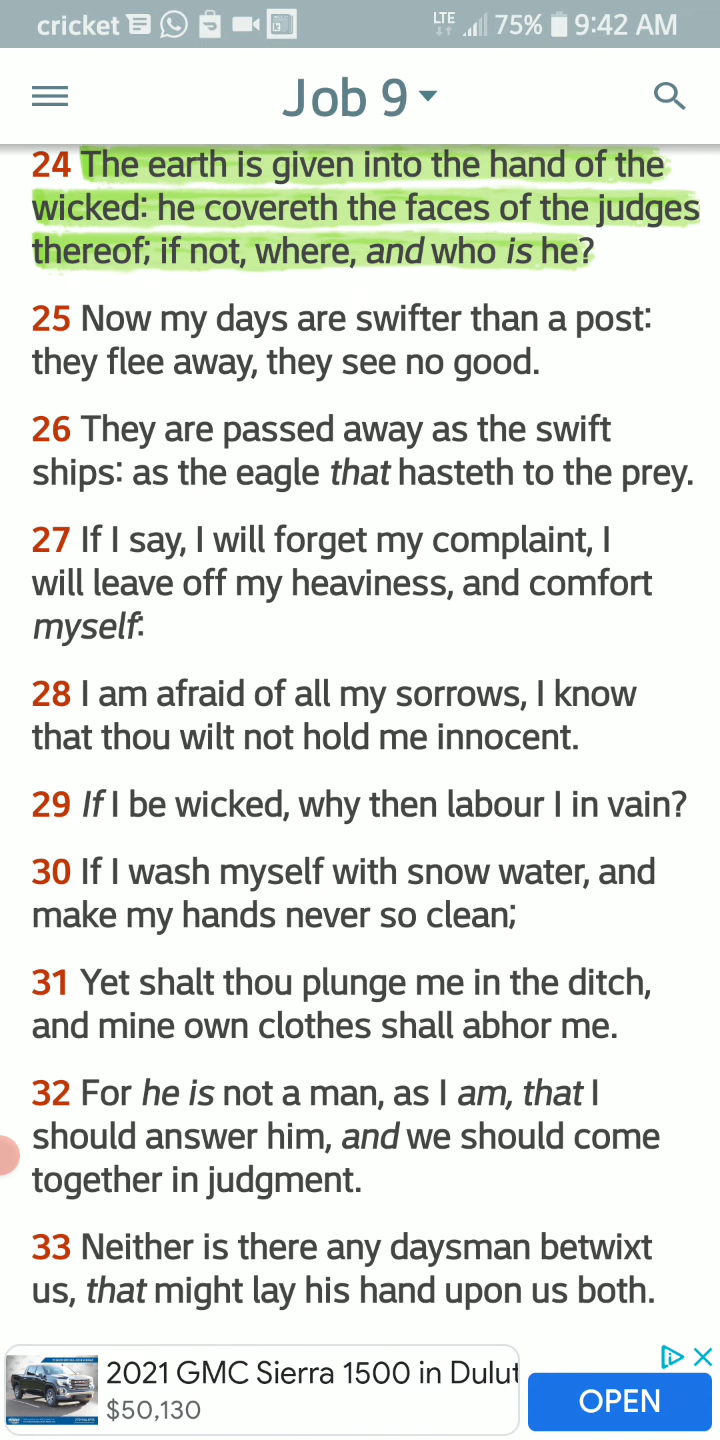 cricket LTE 75% 9:42 AM
Job 9
24 The earth is given into the hand of the
wicked: he covereth the faces of the judges
thereof; if not, where, and who is he?
25 Now my days are swifter than a post:
they flee away, they see no good.
26 They are passed away as the swift
ships: as the eagle that hasteth to the prey.
27 If I say, I will forget my complaint, I
will leave off my heaviness, and comfort
myself:
28 I am afraid of all my sorrows, I know
that thou wilt not hold me innocent.
29 If I be wicked, why then labour I in vain?
30 If I wash myself with snow water, and
make my hands never so clean;
31 Yet shalt thou plunge me in the ditch,
and mine own clothes shall abhor me.
32 For he is not a man, as I am, that I
should answer him, and we should come
together in judgment.
33 Neither is there any daysman betwixt
us, that might lay his hand upon us both.
2021 GMC Sierra 1500 in Dulut
$50,130
OPEN